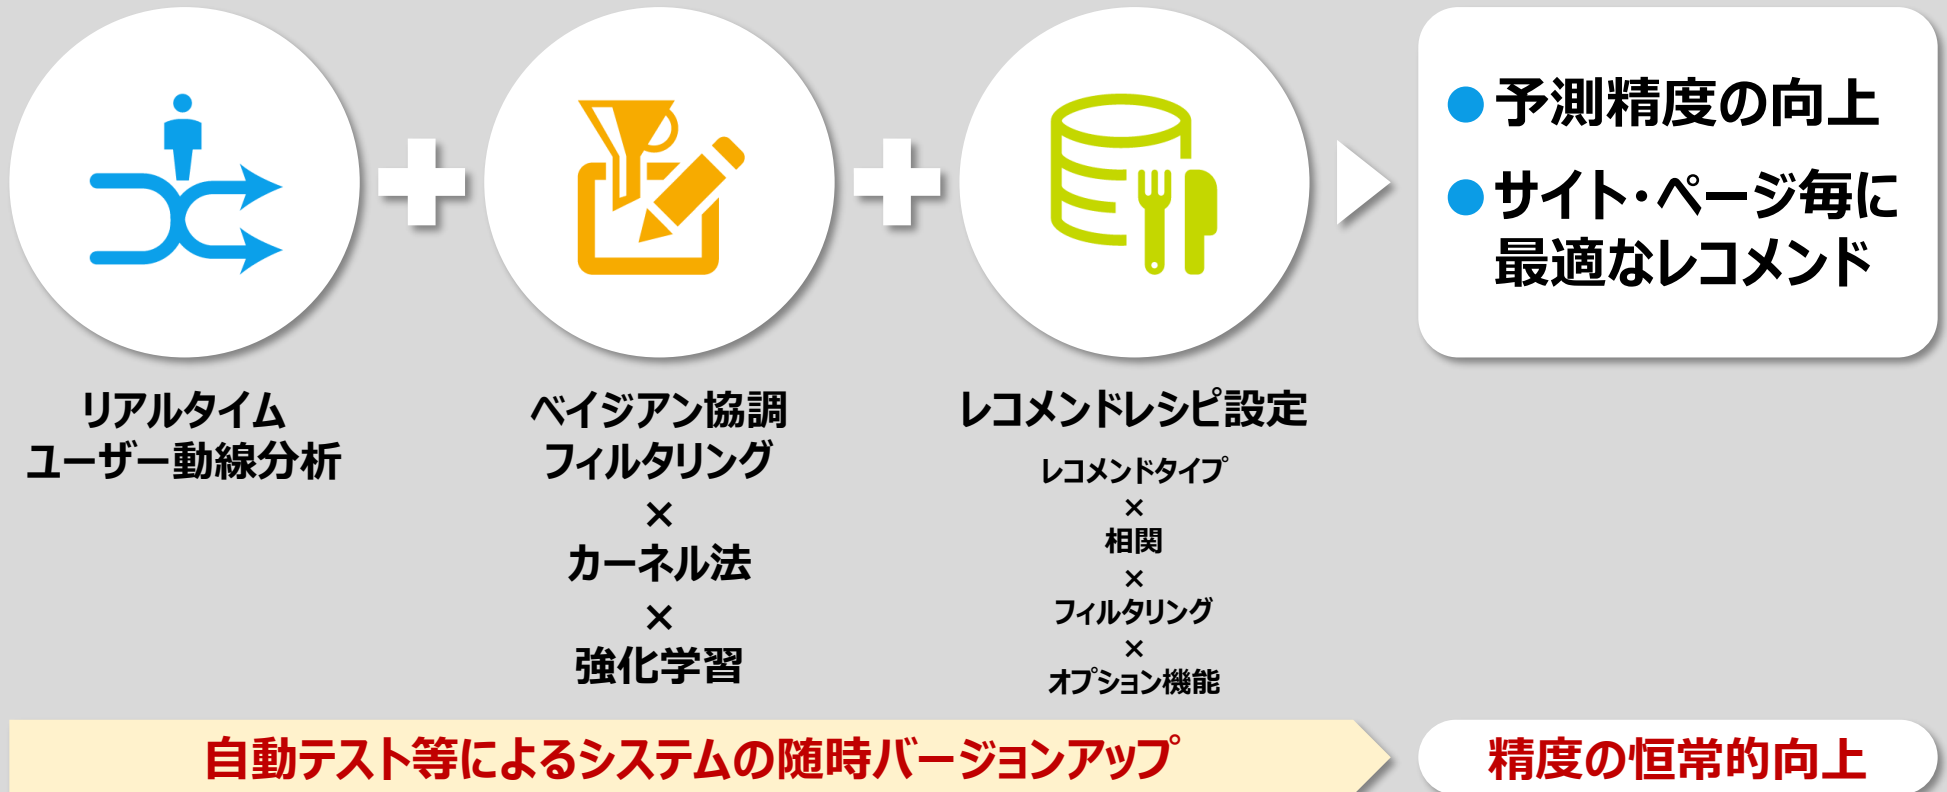 リアルタイム
ユーザー動線分析
ベイジアン協調
フィルタリング
×
カーネル法
×
強化学習
レコメンドレシピ設定
レコメンドタイプ
×
相関
×
フィルタリング
×
オプション機能
●予測精度の向上
●サイト・ページ毎に
最適なレコメンド
自動テスト等によるシステムの随時バージョンアップ
精度の恒常的向上